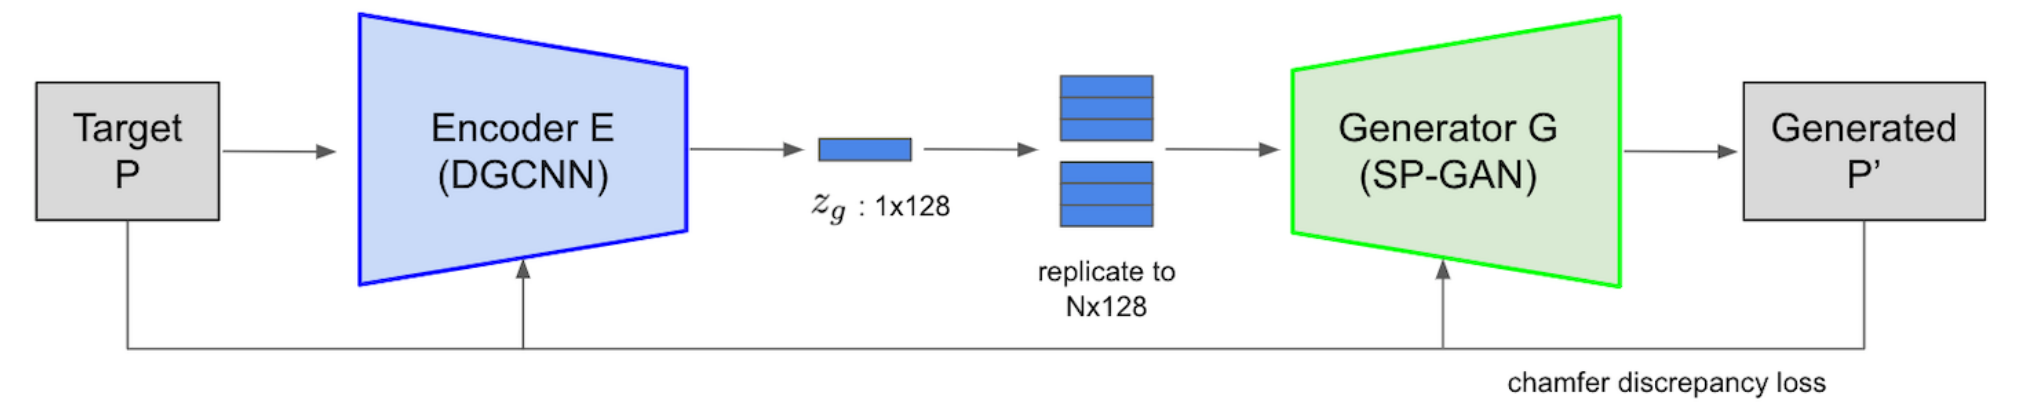 Target
P
Encoder E
(DGCNN)
z_g : 1x128
replicate to
Nx128
Generator G
(SP-GAN)
Generated
P’
chamfer discrepancy loss